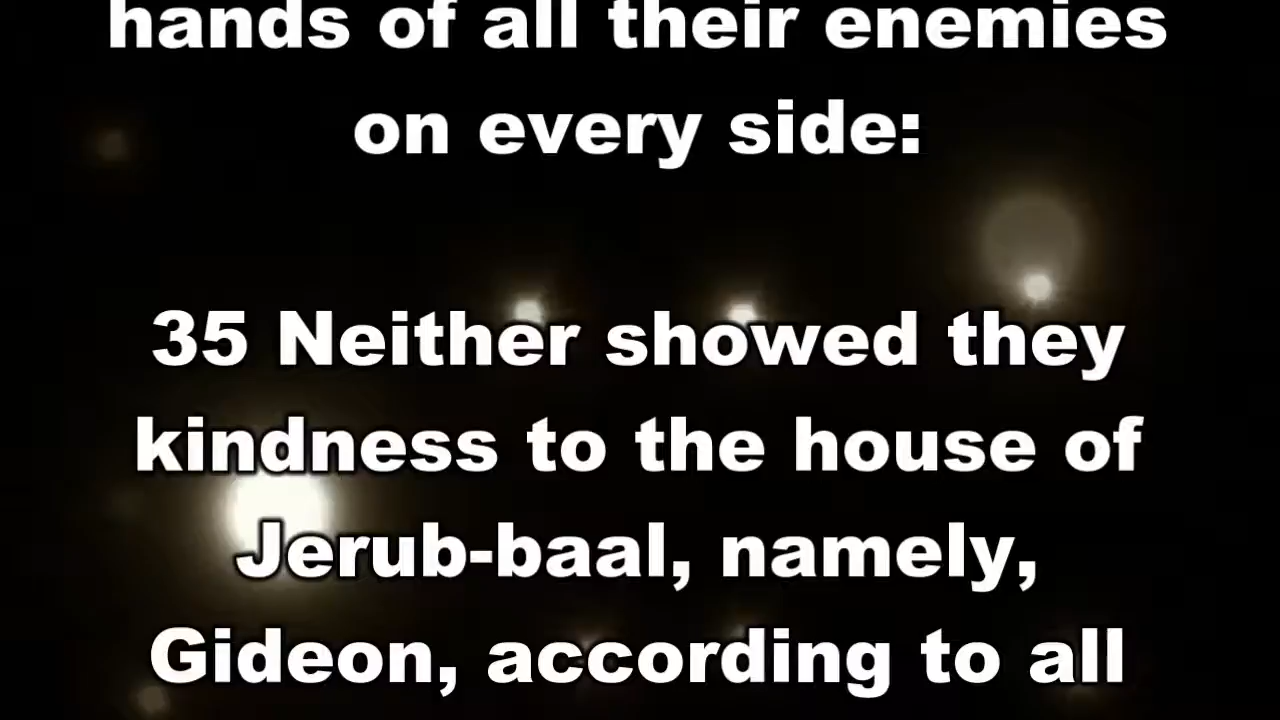 hands of all their enemies
on every side:
35 Neither showed they
kindness to the house of
Jerub-baal, namely,
Gideon, according to all